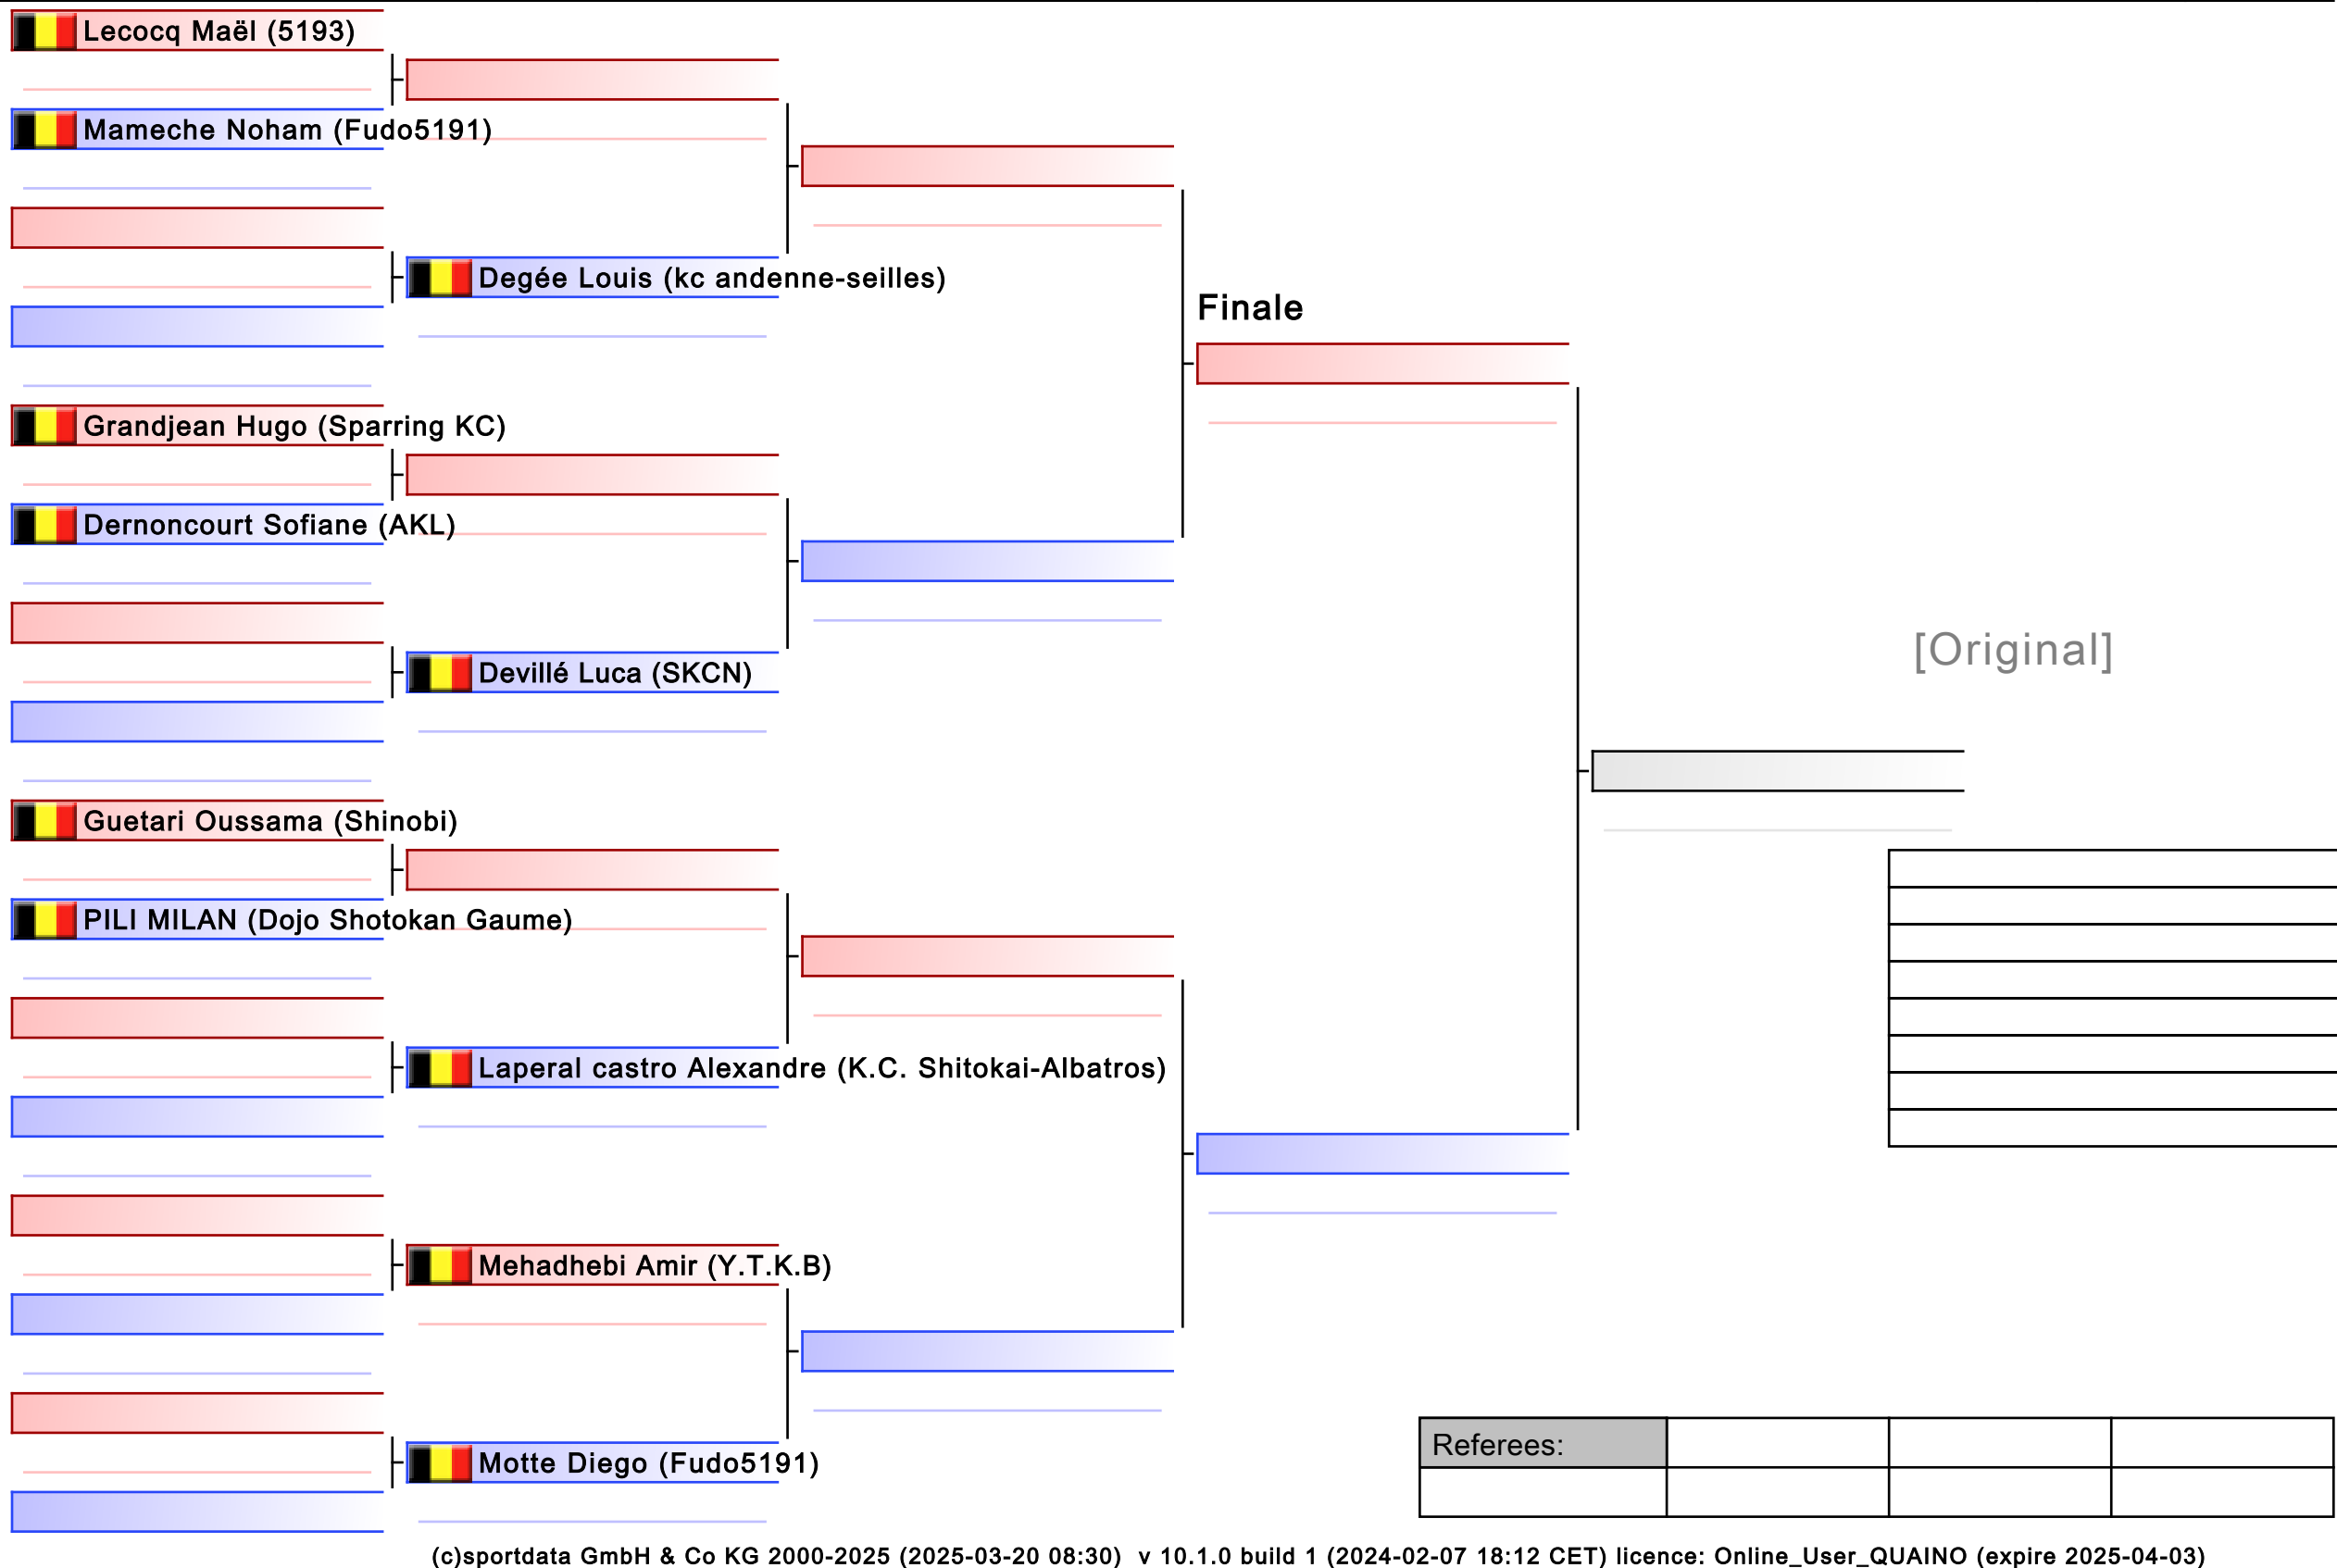 Lecocq Maël (5193)
Mameche Noham (Fudo5191)
Degée Louis (kc andenne-seilles)
Finale
Grandjean Hugo (Sparring KC)
Dernoncourt Sofiane (AKL)
[Original]
Devillé Luca (SKCN)
Guetari Oussama (Shinobi)
PILI MILAN (Dojo Shotokan Gaume)
Laperal castro Alexandre (K.C. Shitokai-Albatros)
Mehadhebi Amir (Y.T.K.B)
Referees:
Motte Diego (Fudo5191)
(c)sportdata GmbH & Co KG 2000-2025 (2025-03-20 08:30)  v 10.1.0 build 1 (2024-02-07 18:12 CET) licence: Online_User_QUAINO (expire 2025-04-03)